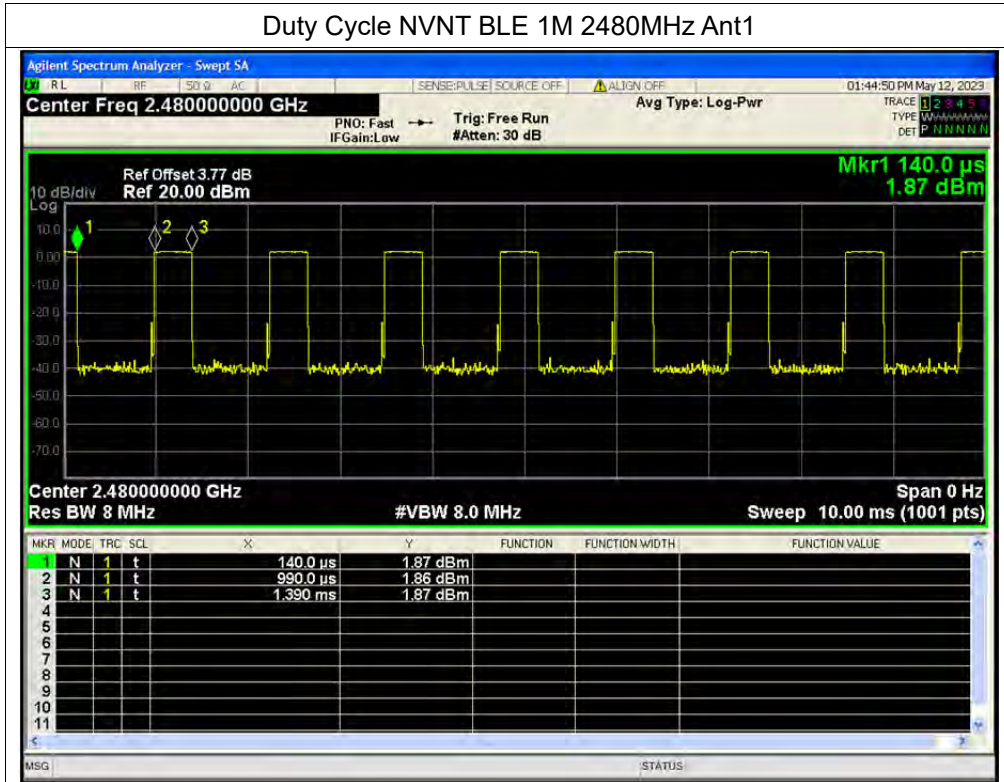 Duty Cycle NVNT BLE 1M 2480MHz Ant1
Agilent Spectrum Analyzer - Swept SA
LXI RL RF 50 Ω AC SENSE:PULSE SOURCE OFF ALIGN OFF 01:44:50 PM May 12, 2023
Center Freq 2.480000000 GHz Avg Type: Log-Pwr TRACE 1 2 3 4 5 6
PNO: Fast Trig: Free Run TYPE W
IFGain:Low #Atten: 30 dB DET P N N N N N
Mkr1 140.0 µs
Ref Offset 3.77 dB
10 dB/div Ref 20.00 dBm 1.87 dBm
Log
10.0
1 2 3
0.00
-10.0
-20.0
-30.0
-40.0
-50.0
-60.0
-70.0
Center 2.480000000 GHz Span 0 Hz
Res BW 8 MHz #VBW 8.0 MHz Sweep 10.00 ms (1001 pts)
MKR MODE TRC SCL X Y FUNCTION FUNCTION WIDTH FUNCTION VALUE
1 N 1 t 140.0 µs 1.87 dBm
2 N 1 t 990.0 µs 1.86 dBm
3 N 1 t 1.390 ms 1.87 dBm
4
5
6
7
8
9
10
11
MSG STATUS